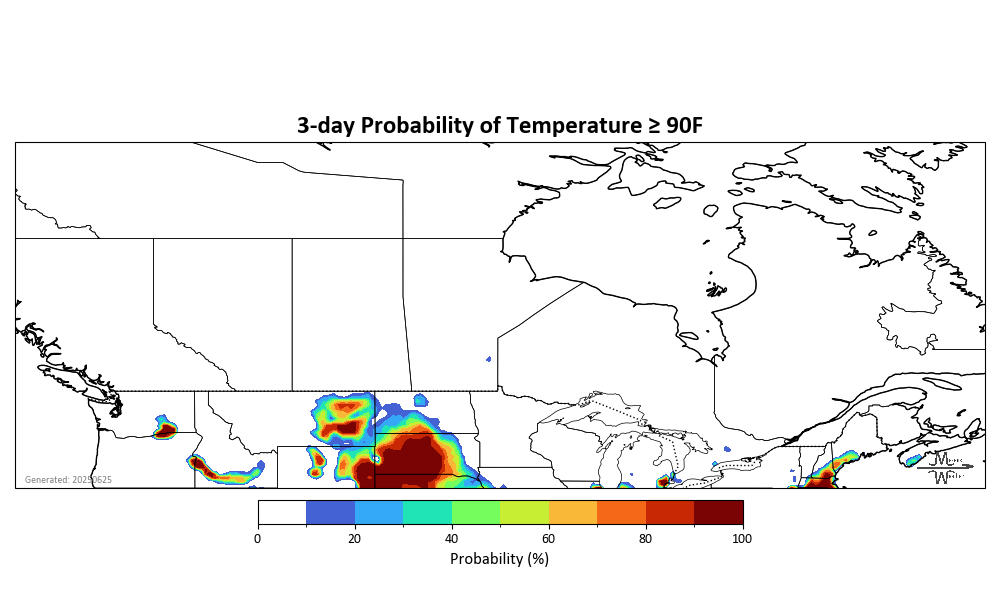 3-day Probability of Temperature ≥ 90F
Generated: 20250625
0 20 40 60 80 100
Probability (%)